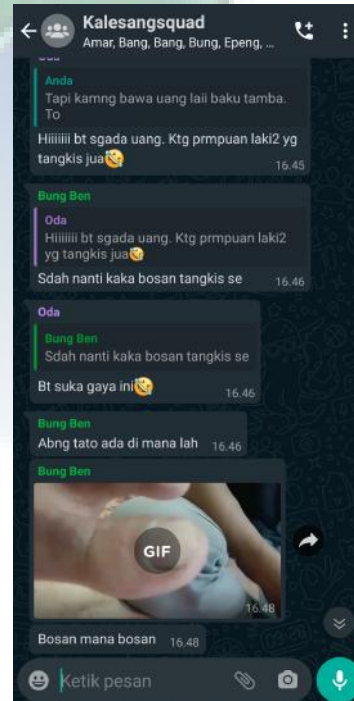 Kalesangsquad
Amar, Bang, Bang, Bung, Epeng, ...
Oda
Anda
Tapi kamng bawa uang laii baku tamba.
To
Hiiiiiii bt sgada uang. Ktg prmpuan laki2 yg
tangkis jua🤣
16.45
Bung Ben
Oda
Hiiiiiii bt sgada uang. Ktg prmpuan laki2
yg tangkis jua🤣
Sdah nanti kaka bosan tangkis se
16.46
Oda
Bung Ben
Sdah nanti kaka bosan tangkis se
Bt suka gaya ini🤣
16.46
Bung Ben
Abng tato ada di mana lah 16.46
Bung Ben
GIF
16.48
Bosan mana bosan 16.48
Ketik pesan